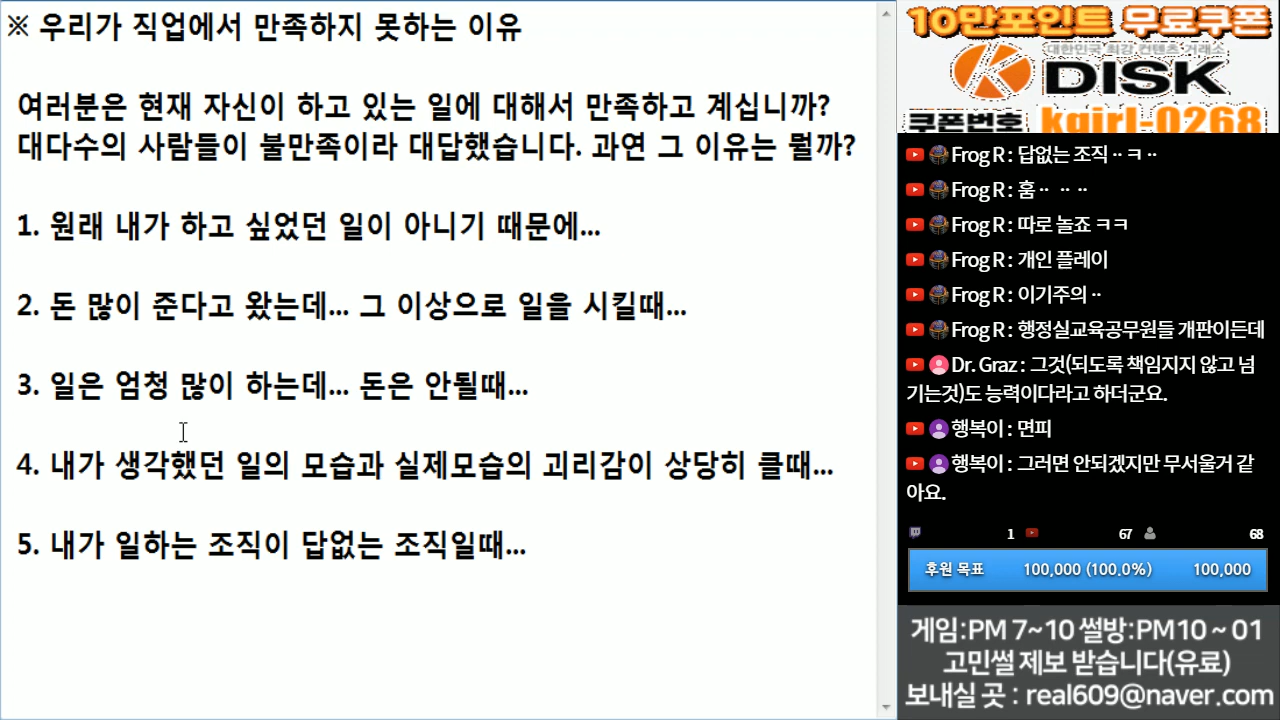 ※ 우리가 직업에서 만족하지 못하는 이유
여러분은 현재 자신이 하고 있는 일에 대해서 만족하고 계십니까?
대다수의 사람들이 불만족이라 대답했습니다. 과연 그 이유는 뭘까?
1. 원래 내가 하고 싶었던 일이 아니기 때문에...
2. 돈 많이 준다고 왔는데... 그 이상으로 일을 시킬때...
3. 일은 엄청 많이 하는데... 돈은 안될때...
4. 내가 생각했던 일의 모습과 실제모습의 괴리감이 상당히 클때...
5. 내가 일하는 조직이 답없는 조직일때...
10만포인트 무료쿠폰
대한민국 최강 컨텐츠 거래소
K DISK
쿠폰번호 kgirl-0268
Frog R : 답없는 조직 ·· ㅋ ··
Frog R : 훔 ·· ·· ··
Frog R : 따로 놀죠 ㅋㅋ
Frog R : 개인 플레이
Frog R : 이기주의 ··
Frog R : 행정실교육공무원들 개판이든데
Dr. Graz : 그것(되도록 책임지지 않고 넘
기는것)도 능력이다라고 하더군요.
행복이 : 면피
행복이 : 그러면 안되겠지만 무서울거 같
아요.
1 67 68
후원 목표 100,000 (100.0%) 100,000
게임:PM 7~10 썰방:PM10 ~ 01
고민썰 제보 받습니다(유료)
보내실 곳 : real609@naver.com